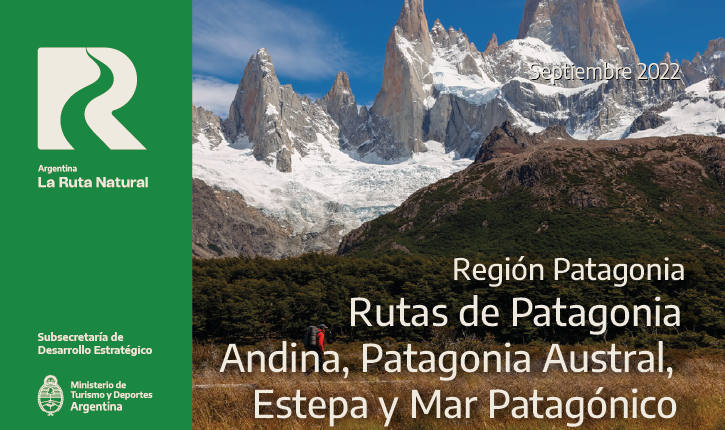 Argentina
La Ruta Natural
Subsecretaría de
Desarrollo Estratégico
Ministerio de
Turismo y Deportes
Argentina
Septiembre 2022
Región Patagonia
Rutas de Patagonia
Andina, Patagonia Austral,
Estepa y Mar Patagónico